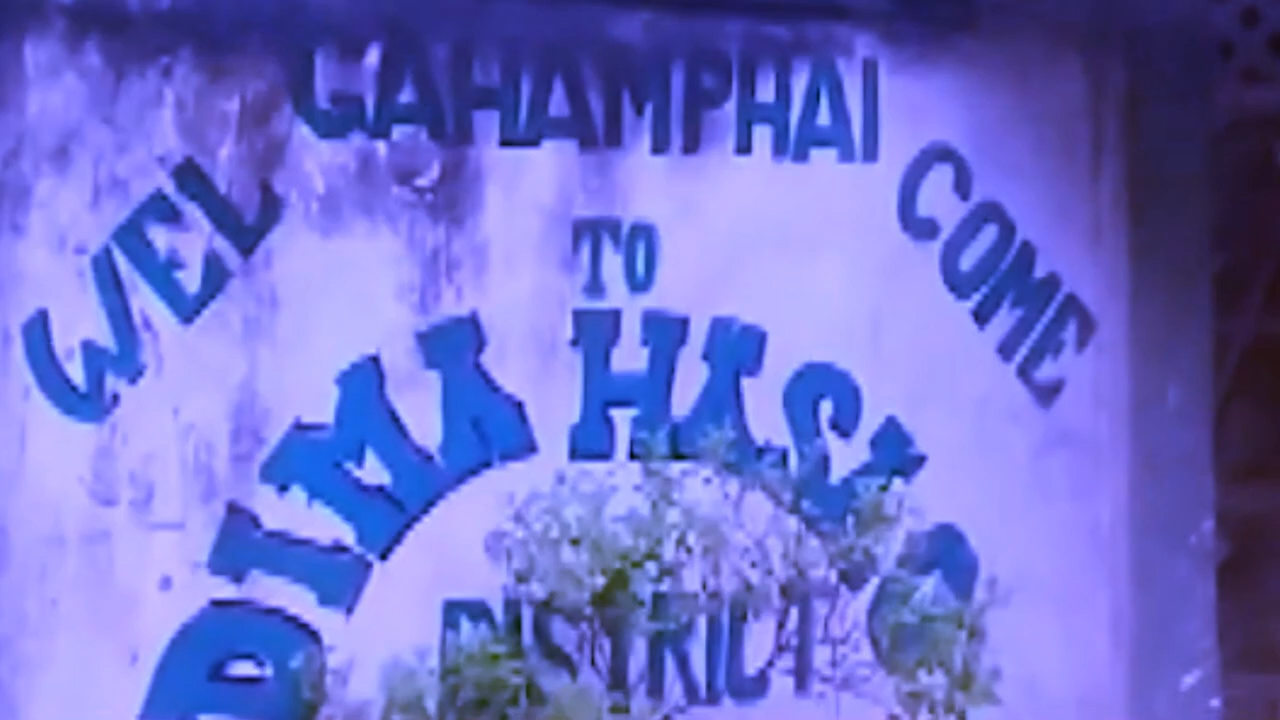 GAHAMPHAI
WEL COME
TO
DIMA HASAO
DISTRICT